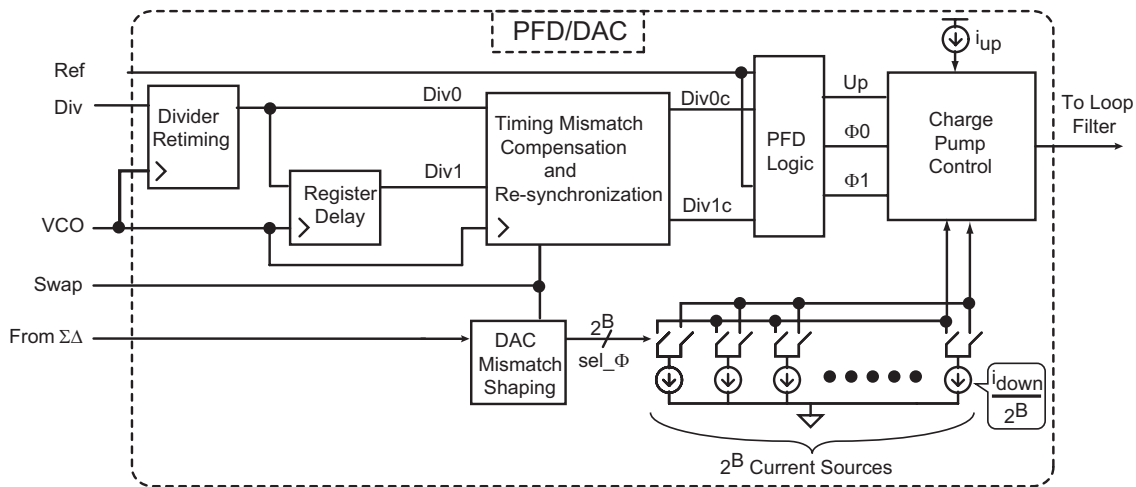 PFD/DAC
i_up
Ref
Div
Divider
Retiming
Div0
Timing Mismatch
Compensation
and
Re-synchronization
Div0c
PFD
Logic
Up
Φ0
Φ1
Charge
Pump
Control
To Loop
Filter
Register
Delay
Div1
Div1c
VCO
Swap
From ΣΔ
DAC
Mismatch
Shaping
2^B
sel_Φ
i_down
2^B
2^B Current Sources